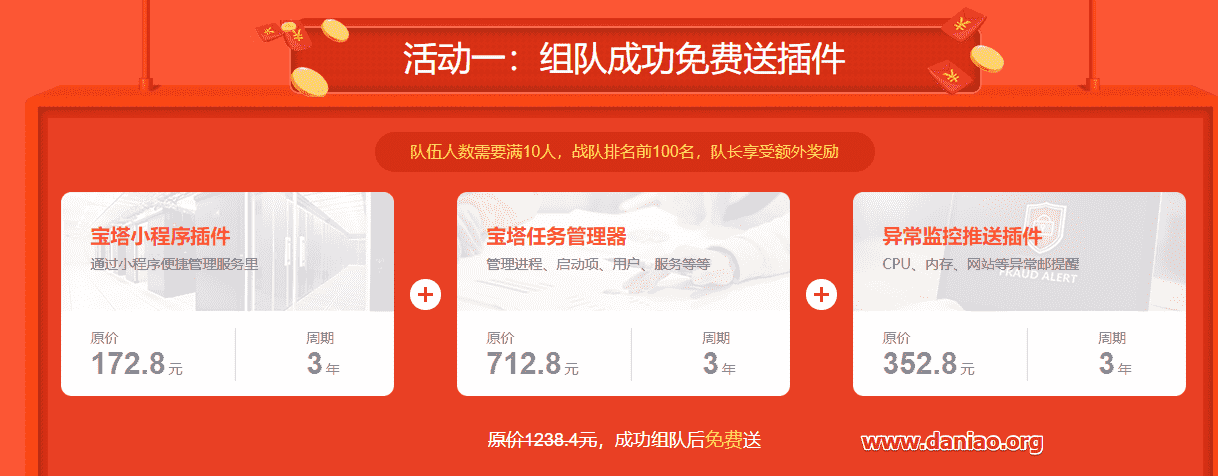 活动一：组队成功免费送插件
队伍人数需要满10人，战队排名前100名，队长享受额外奖励
宝塔小程序插件
通过小程序便捷管理服务里
原价
172.8元
周期
3年
宝塔任务管理器
管理进程、启动项、用户、服务等等
原价
712.8元
周期
3年
异常监控推送插件
CPU、内存、网站等异常邮提醒
FRAUD ALERT
原价
352.8元
周期
3年
原价1238.4元，成功组队后免费送
www.daniao.org